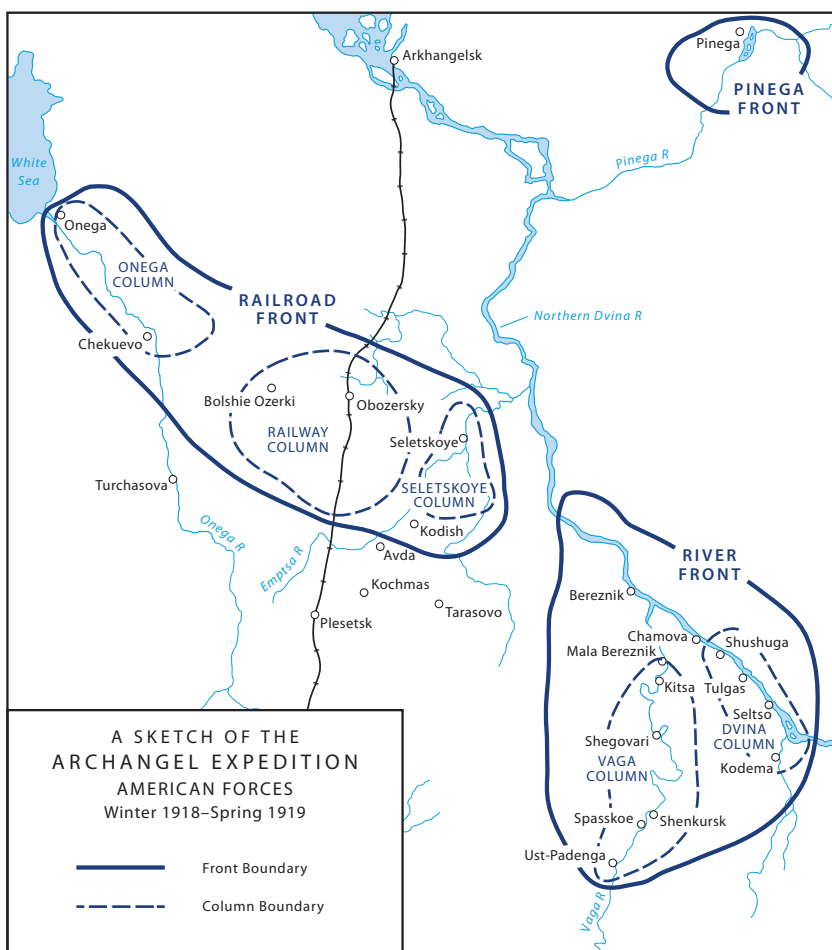 Pinega
Arkhangelsk
PINEGA
FRONT
White
Sea
Pinega R
Onega
ONEGA
COLUMN
RAILROAD
FRONT
Northern Dvina R
Chekuevo
Bolshie Ozerki
Obozersky
RAILWAY
COLUMN
Seletskoye
Turchasova
SELETSKOYE
COLUMN
Kodish
Onega R
Emptsa R
Avda
RIVER
FRONT
Kochmas
Bereznik
Tarasovo
Plesetsk
Chamova
Shushuga
Mala Bereznik
Kitsa
Tulgas
Seltso
DVINA
COLUMN
Shegovari
VAGA
COLUMN
Kodema
Spasskoe
Shenkursk
Ust-Padenga
Vaga R
A SKETCH OF THE
ARCHANGEL EXPEDITION
AMERICAN FORCES
Winter 1918–Spring 1919
Front Boundary
Column Boundary